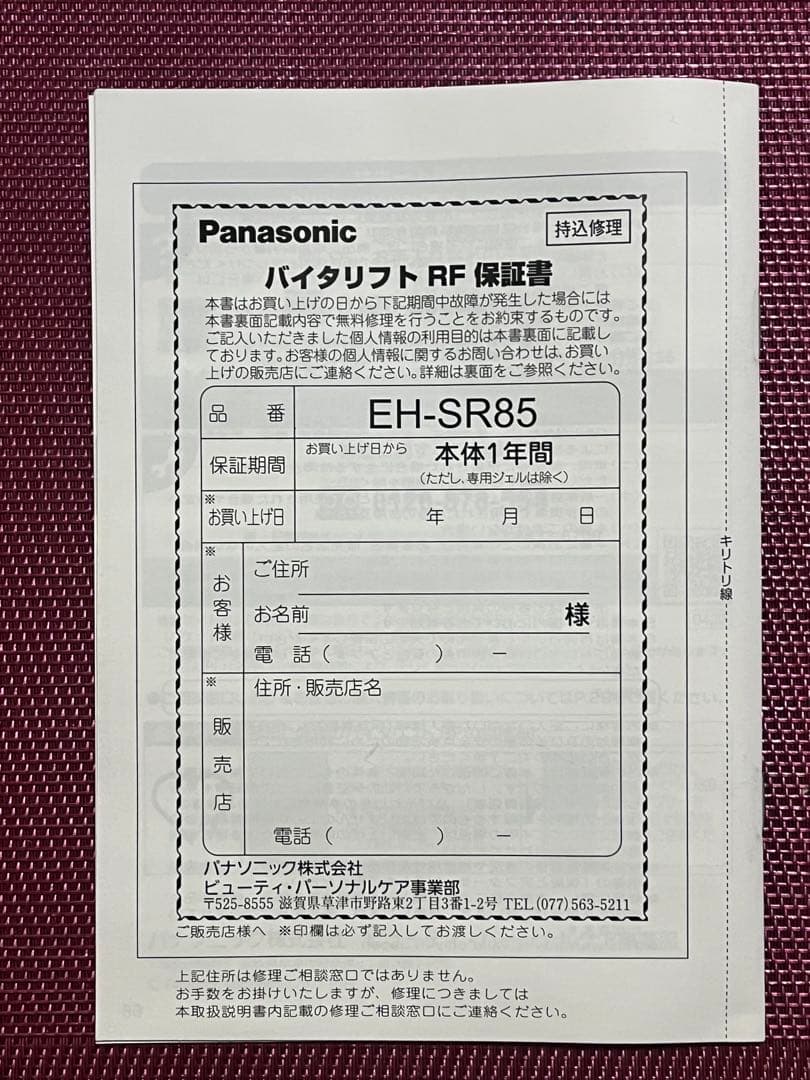 Panasonic
持込修理
バイタリフト RF 保証書
本書はお買い上げの日から下記期間中故障が発生した場合には
本書裏面記載内容で無料修理を行うことをお約束するものです。
ご記入いただきました個人情報の利用目的は本書裏面に記載し
ております。お客様の個人情報に関するお問い合わせは、お買い
上げの販売店にご連絡ください。詳細は裏面をご参照ください。
品 番 EH-SR85
保証期間 お買い上げ日から 本体1年間
(ただし、専用ジェルは除く)
※お買い上げ日 年 月 日
※お客様
ご住所
お名前 様
電 話 ( ) −
※販売店
住所・販売店名
電話 ( ) −
パナソニック株式会社
ビューティ・パーソナルケア事業部
〒525-8555 滋賀県草津市野路東2丁目3番1-2号 TEL(077)563-5211
ご販売店様へ ※印欄は必ず記入してお渡しください。
上記住所は修理ご相談窓口ではありません。
お手数をお掛けいたしますが、修理につきましては
本取扱説明書内記載の修理ご相談窓口にご連絡ください。
キリトリ線